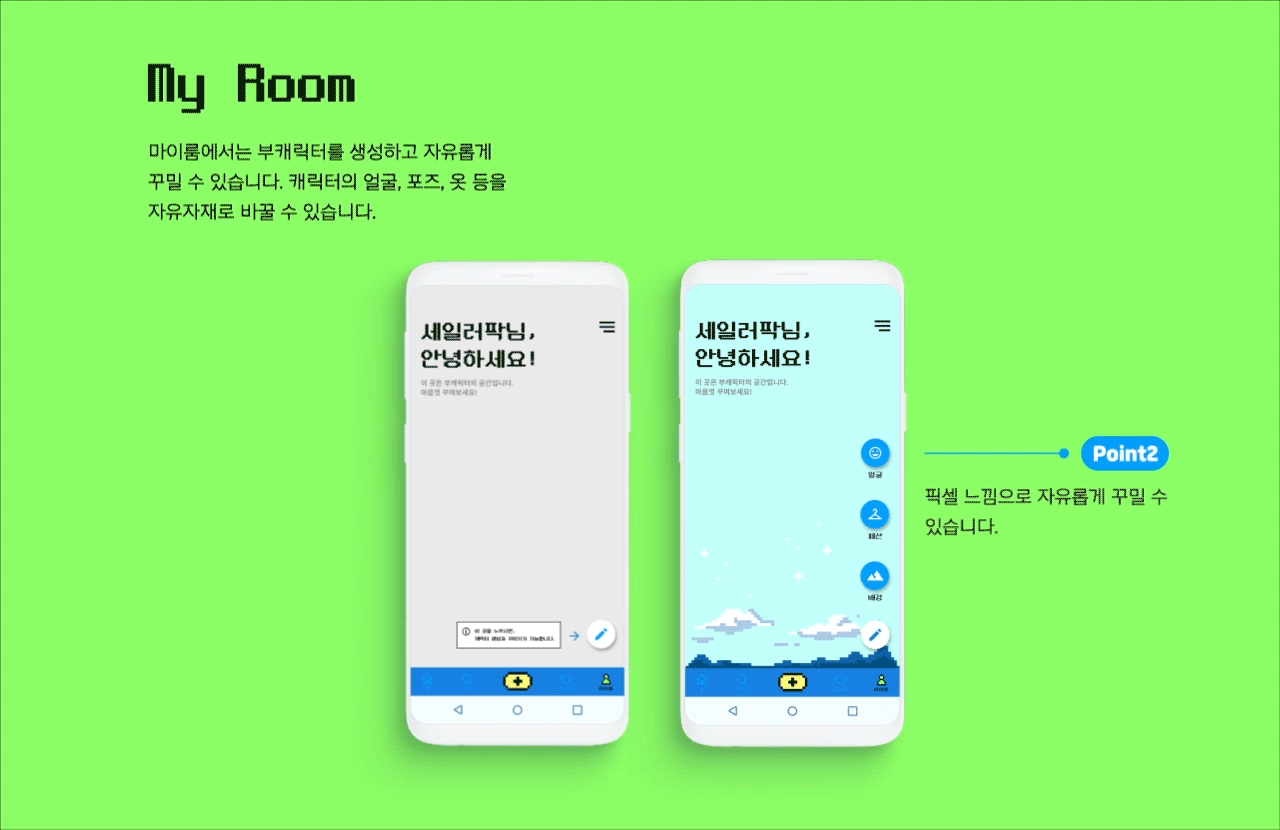 My Room
마이룸에서는 부캐릭터를 생성하고 자유롭게
꾸밀 수 있습니다. 캐릭터의 얼굴, 포즈, 옷 등을
자유자재로 바꿀 수 있습니다.
세일러팍님,
안녕하세요!
이 곳은 부캐릭터의 공간입니다.
마음껏 꾸며보세요!
이 곳을 누르시면,
마이룸
세일러팍님,
안녕하세요!
이 곳은 부캐릭터의 공간입니다.
마음껏 꾸며보세요!
얼굴
패션
배경
마이룸
Point2
픽셀 느낌으로 자유롭게 꾸밀 수
있습니다.